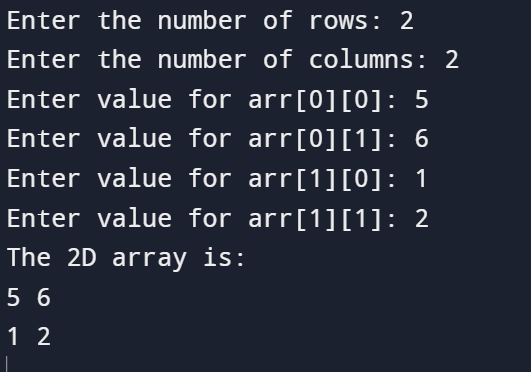 Enter the number of rows: 2
Enter the number of columns: 2
Enter value for arr[0][0]: 5
Enter value for arr[0][1]: 6
Enter value for arr[1][0]: 1
Enter value for arr[1][1]: 2
The 2D array is:
5 6
1 2